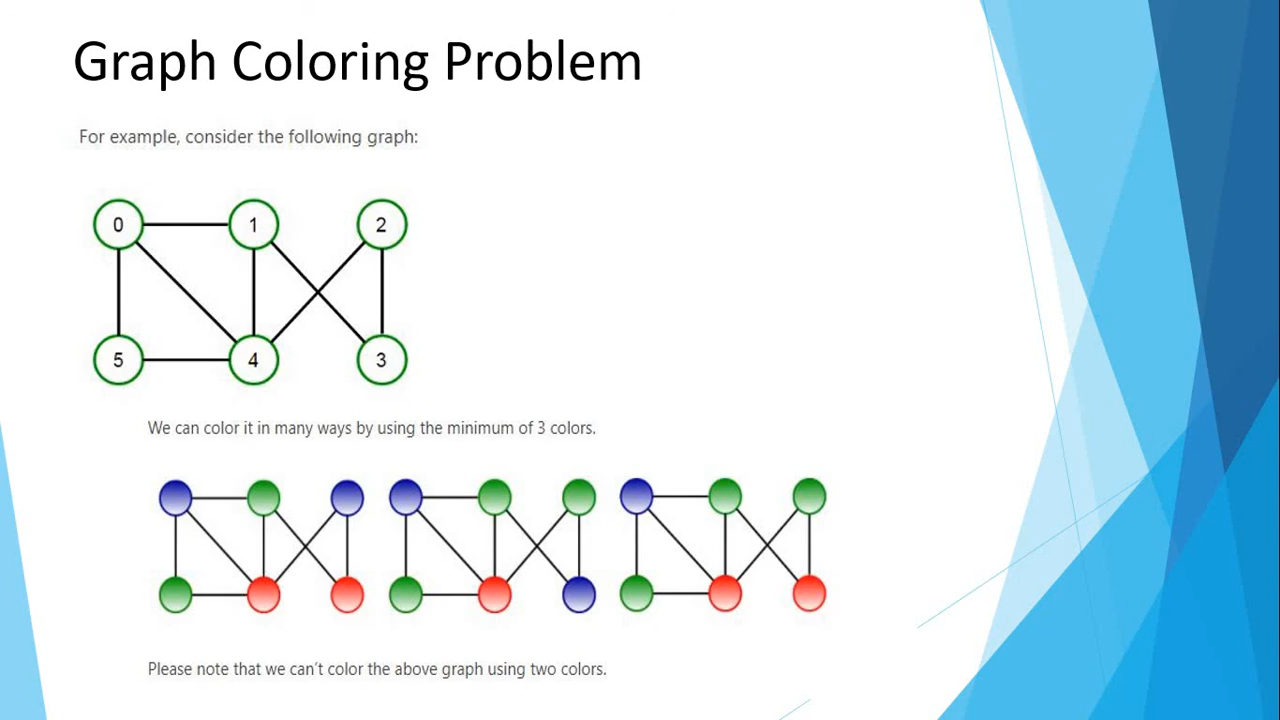 Graph Coloring Problem
For example, consider the following graph:
0 1 2
5 4 3
We can color it in many ways by using the minimum of 3 colors.
Please note that we can't color the above graph using two colors.